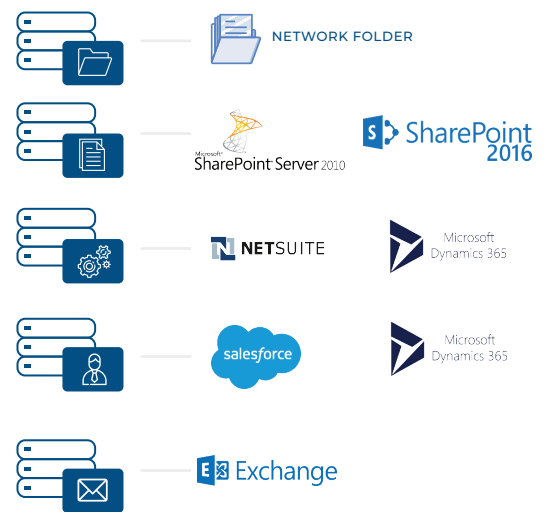 NETWORK FOLDER
Microsoft®
SharePoint Server 2010
S SharePoint
2016
N NETSUITE
Microsoft
Dynamics 365
salesforce
Microsoft
Dynamics 365
E Exchange